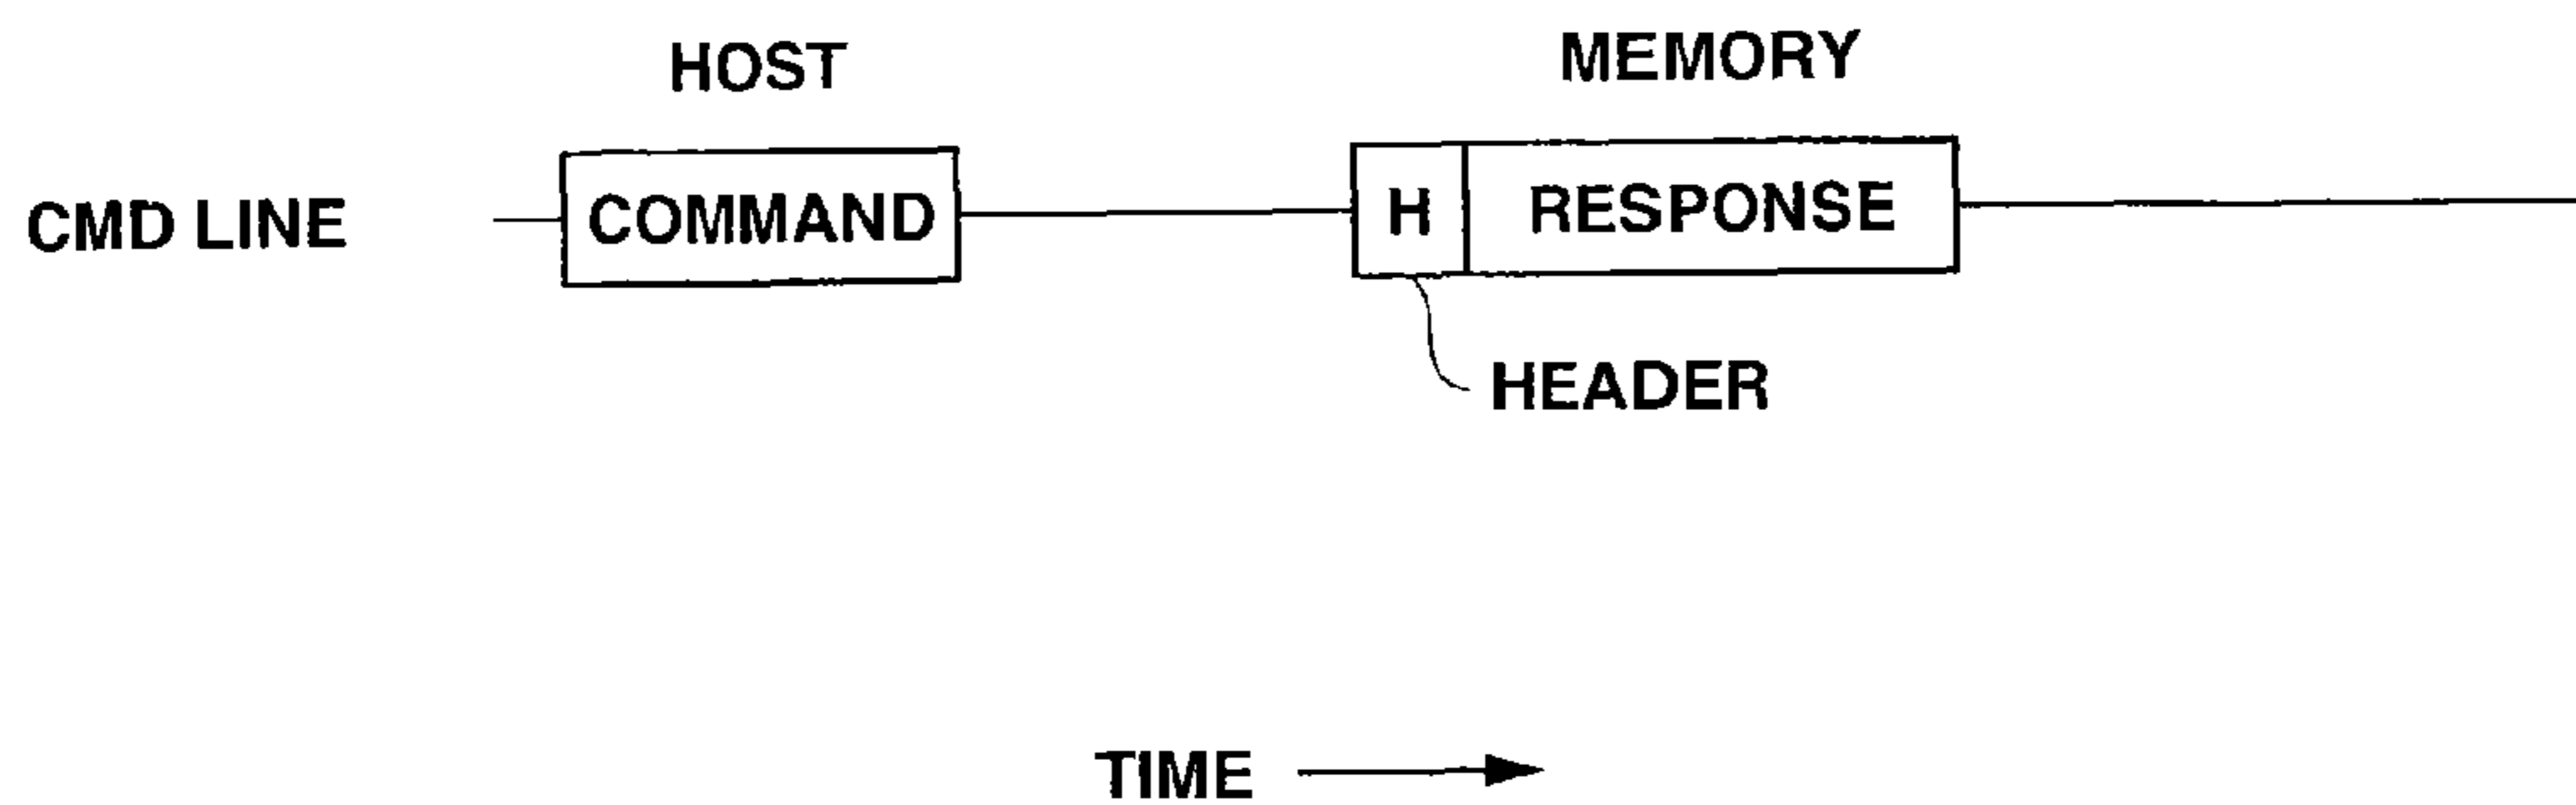 HOST
MEMORY
CMD LINE
COMMAND
H
RESPONSE
HEADER
TIME